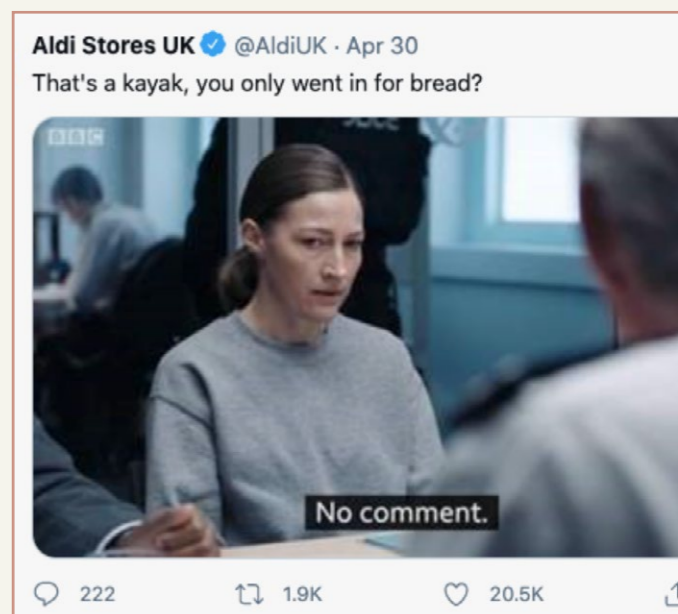 Aldi Stores UK @AldiUK · Apr 30
That's a kayak, you only went in for bread?
BBC
No comment.
222 1.9K 20.5K